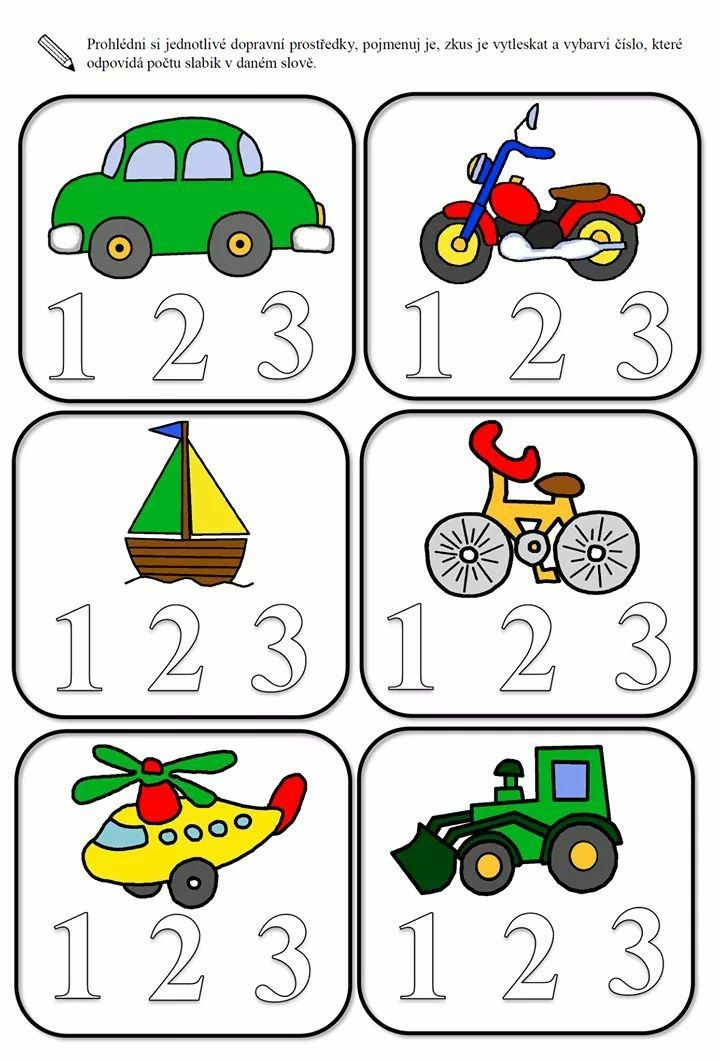 Prohlédni sí jednotlivé dopravní prostředky, pojmenuj je, zkus je vytleskat a vybarvi číslo, které
odpovídá počtu slabik v daném slově.
1 2 3
1 2 3
1 2 3
1 2 3
1 2 3
1 2 3